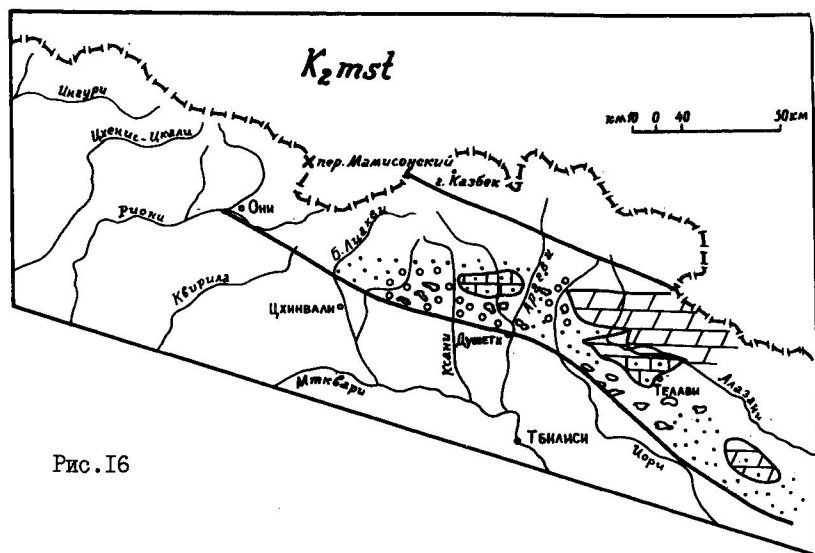 K₂mst
км10 0 40 50км
Ингури
Цхенис-Цкали
пер. Мамисонский
г. Казбек
Они
Риони
Б. Лиахви
Арагви
Квирила
Цхинвали
Ксани
Душети
Телави
Алазани
Мтквари
Тбилиси
Иори
Рис.I6